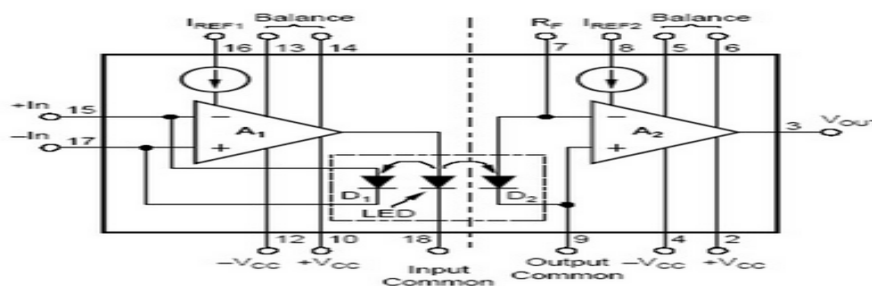 IREF1 Balance RF IREF2 Balance
16 13 14 7 8 5 6
+In 15
–In 17
A1 A2
– –
+ +
3 VOUT
D1 LED D2
12 10 18 9 4 2
–VCC +VCC Input Common Output Common –VCC +VCC